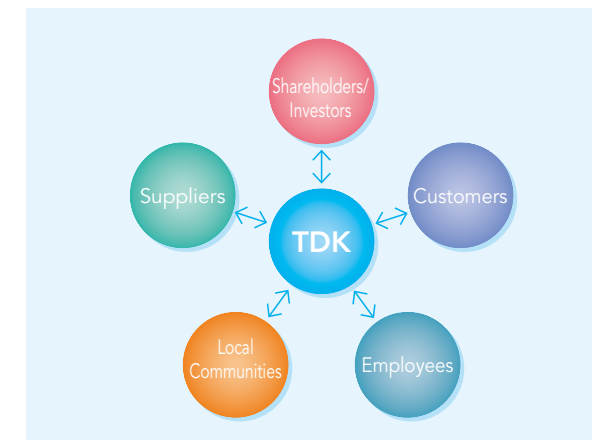 Shareholders/
Investors
Suppliers
Customers
TDK
Local
Communities
Employees